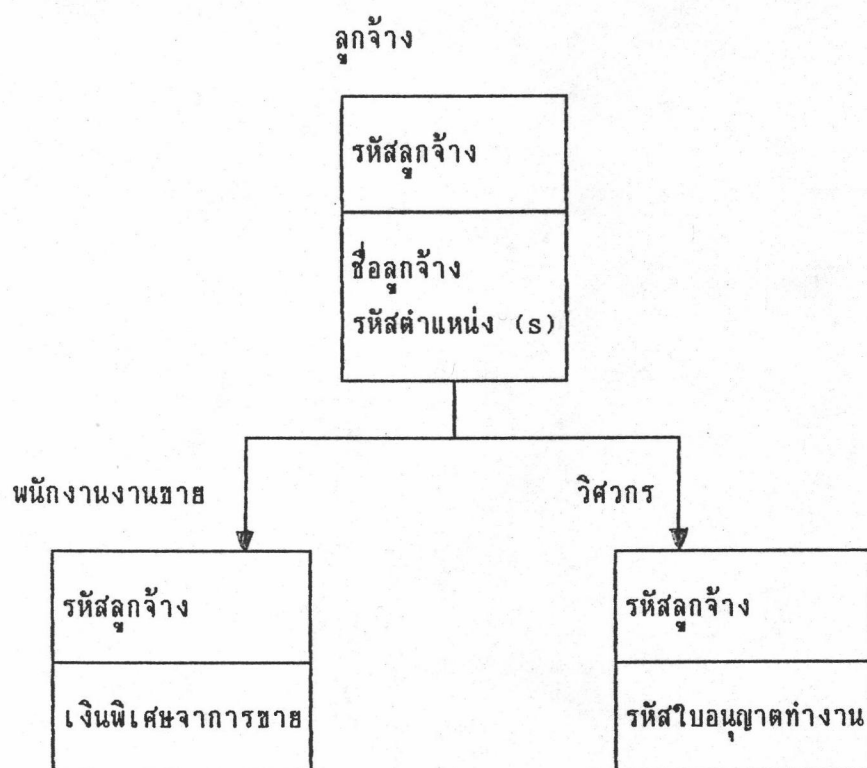 ลูกจ้าง
รหัสลูกจ้าง
ชื่อลูกจ้าง
รหัสตำแหน่ง (s)
พนักงานงานขาย
วิศวกร
รหัสลูกจ้าง
รหัสลูกจ้าง
เงินพิเศษจาการขาย
รหัสใบอนุญาตทำงาน